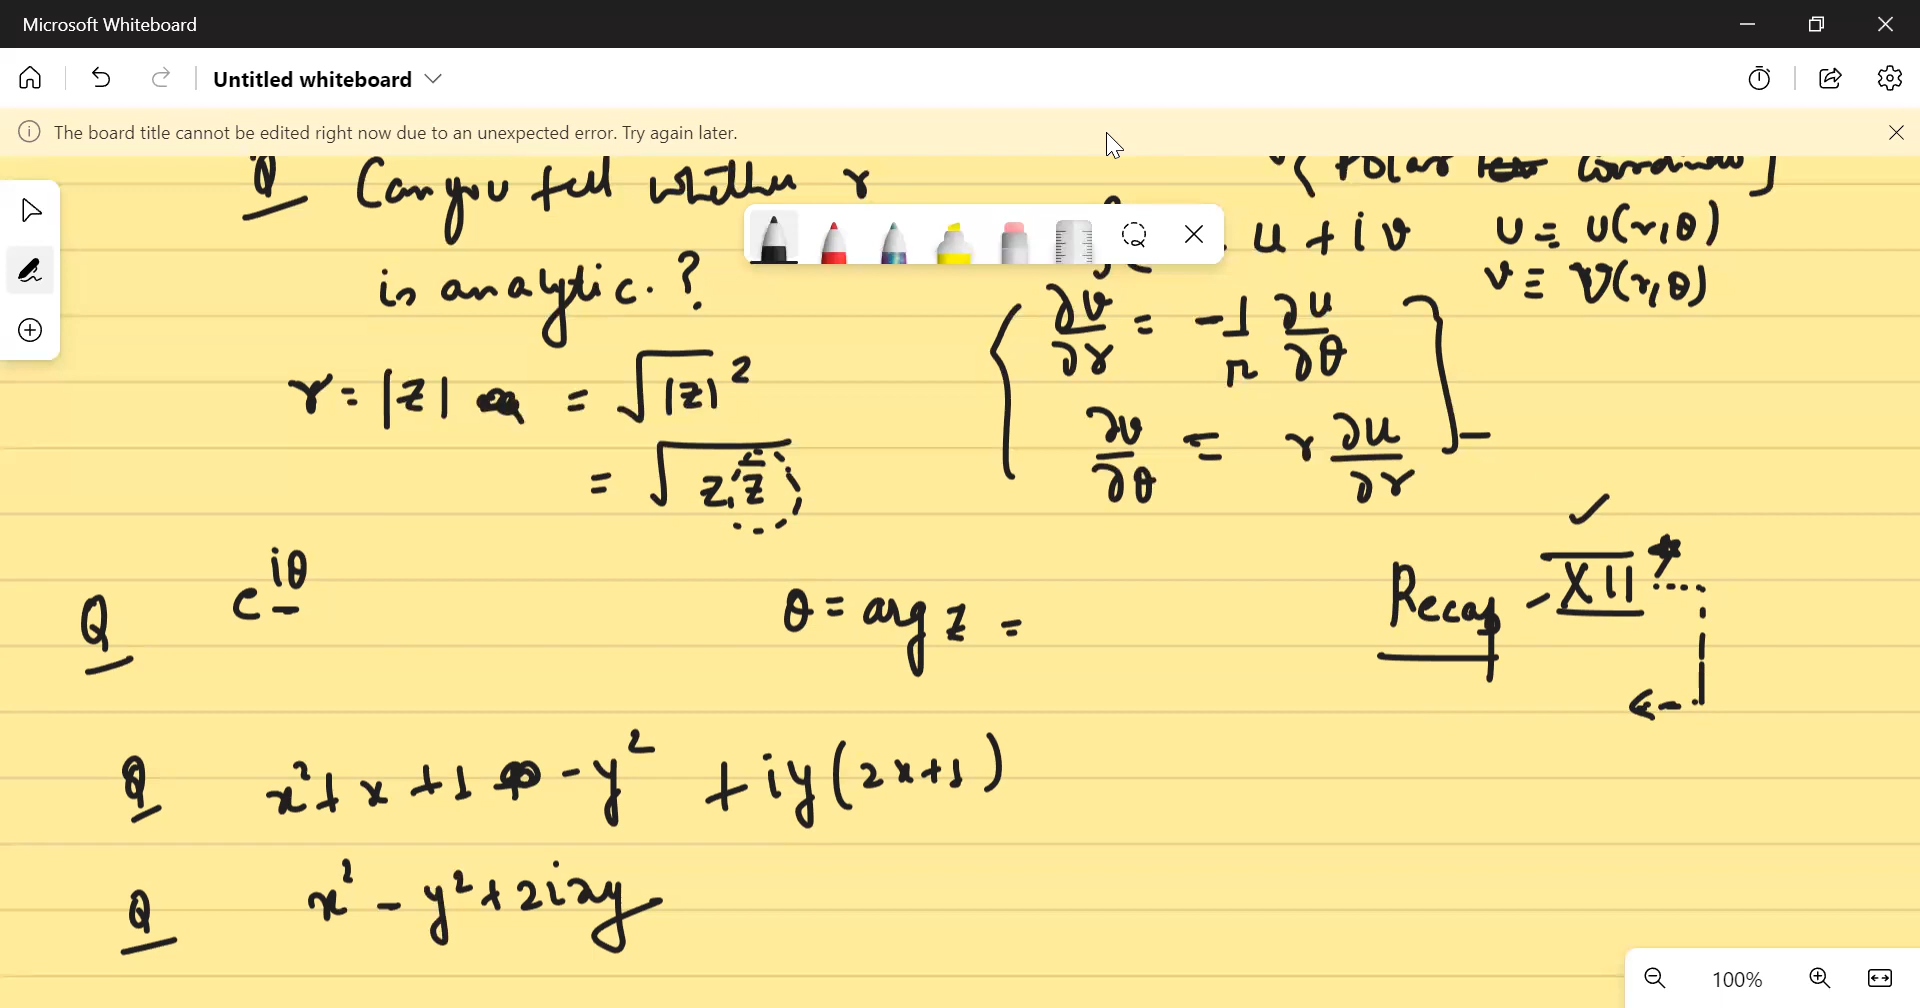 Microsoft Whiteboard
Untitled whiteboard
The board title cannot be edited right now due to an unexpected error. Try again later.
Q Can you tell whether r
is analytic. ?
{ Polar ]
u + iv
u ≡ u(r,θ)
v ≡ v(r,θ)
r = |z| = √|z|²
= √z z̄
∂v/∂r = -1/r ∂u/∂θ
∂v/∂θ = r ∂u/∂r
Q e^iθ
θ = arg z =
Recap - XII *
Q x² + x + 1 - y² + iy(2x+1)
Q x² - y² + 2ixy
100%